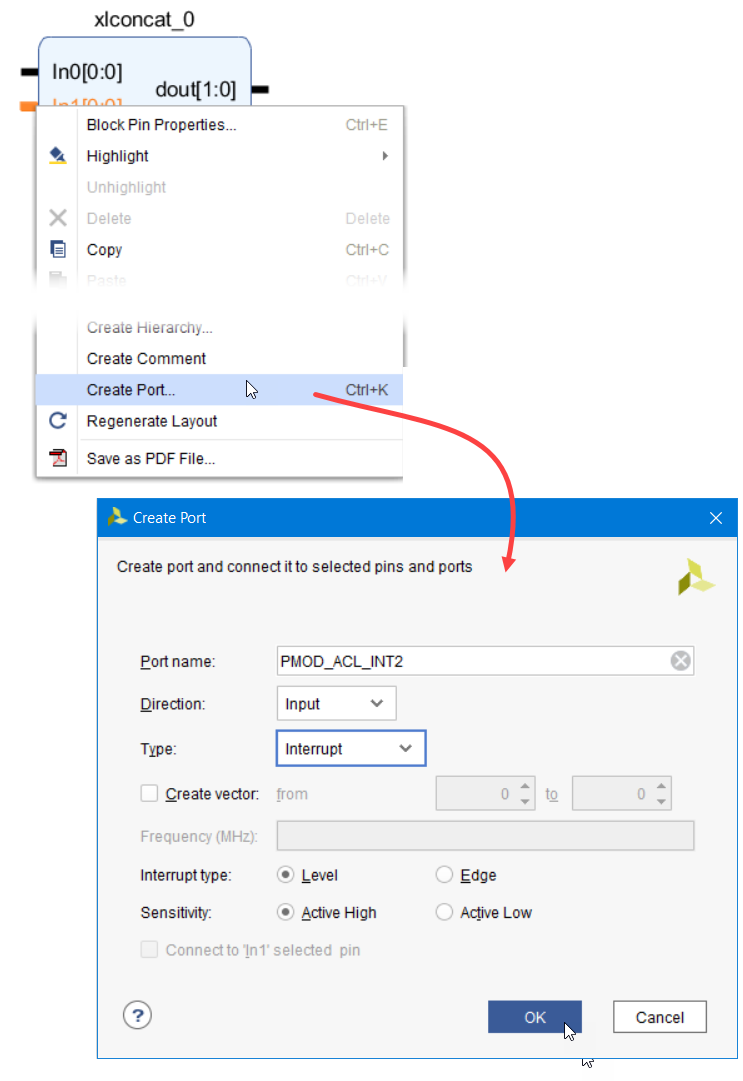 xlconcat_0
In0[0:0]
dout[1:0]
In1[0:0]
Block Pin Properties... Ctrl+E
Highlight
Unhighlight
Delete Delete
Copy Ctrl+C
Paste Ctrl+V
Create Hierarchy...
Create Comment
Create Port... Ctrl+K
Regenerate Layout
Save as PDF File...
Create Port
Create port and connect it to selected pins and ports
Port name: PMOD_ACL_INT2
Direction: Input
Type: Interrupt
Create vector: from 0 to 0
Frequency (MHz):
Interrupt type: Level Edge
Sensitivity: Active High Active Low
Connect to 'In1' selected pin
? OK Cancel